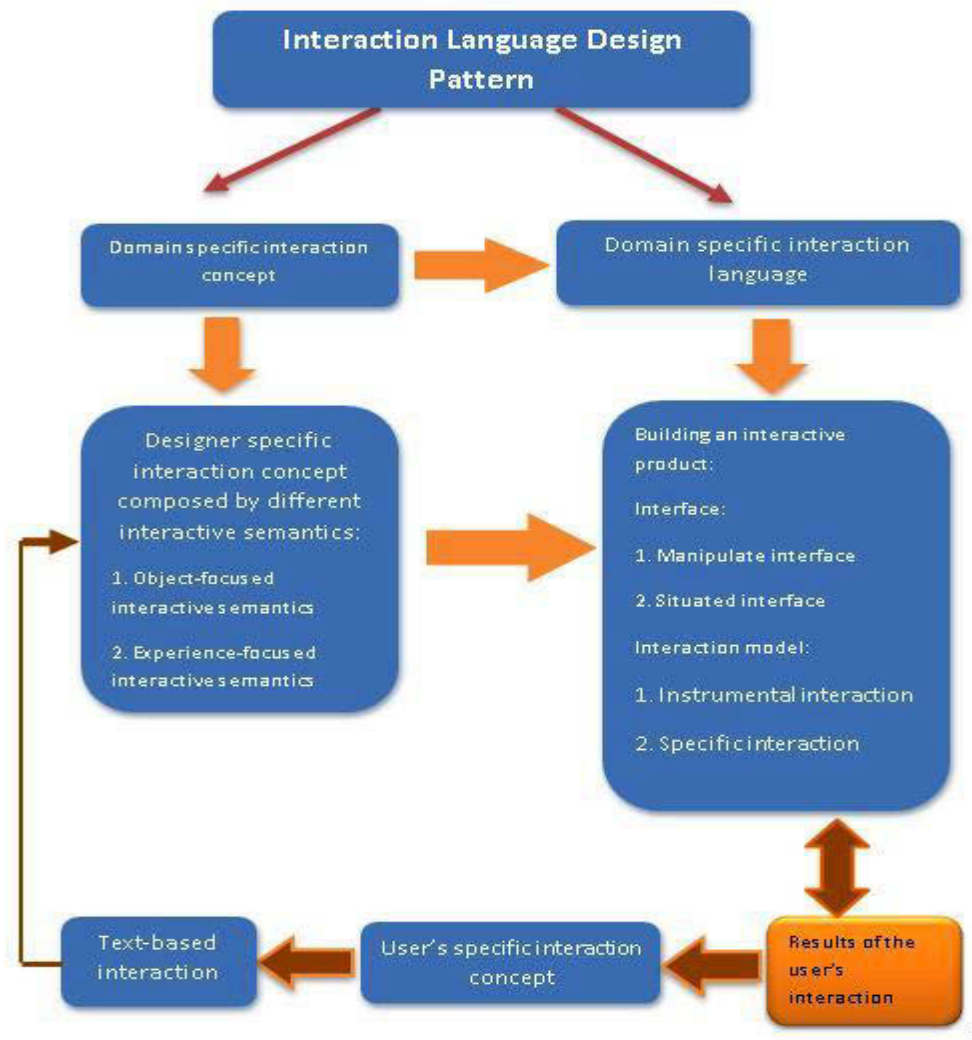 Interaction Language Design
Pattern
Domain specific interaction
concept
Domain specific interaction
language
Designer specific
interaction concept
composed by different
interactive semantics:
1. Object-focused
interactive semantics
2. Experience-focused
interactive semantics
Building an interactive
product:
Interface:
1. Manipulate interface
2. Situated interface
Interaction model:
1. Instrumental interaction
2. Specific interaction
Text-based
interaction
User's specific interaction
concept
Results of the
user's
interaction